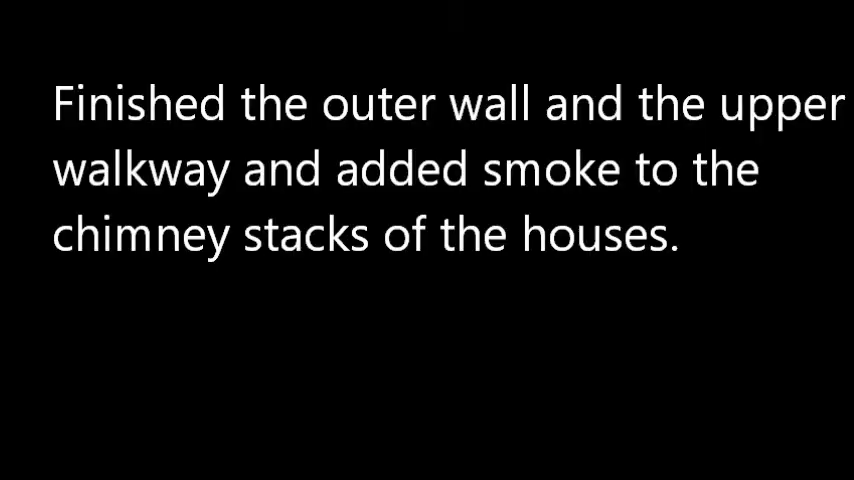 Finished the outer wall and the upper
walkway and added smoke to the
chimney stacks of the houses.